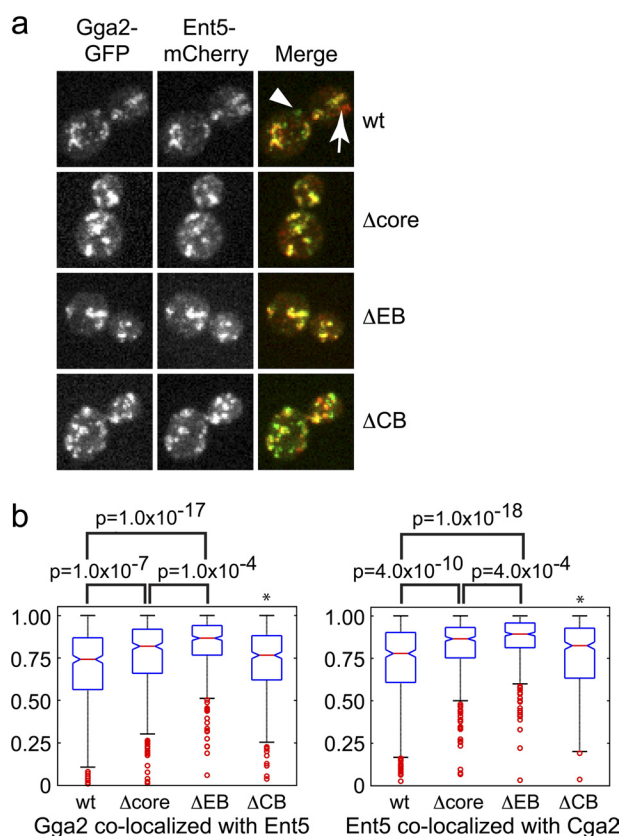 a
Gga2-
GFP
Ent5-
mCherry
Merge
wt
Δcore
ΔEB
ΔCB
b
p=1.0x10-17
p=1.0x10-7
p=1.0x10-4
*
1.00
0.75
0.50
0.25
0
wt
Δcore
ΔEB
ΔCB
Gga2 co-localized with Ent5
p=1.0x10-18
p=4.0x10-10
p=4.0x10-4
*
1.00
0.75
0.50
0.25
0
wt
Δcore
ΔEB
ΔCB
Ent5 co-localized with Cga2